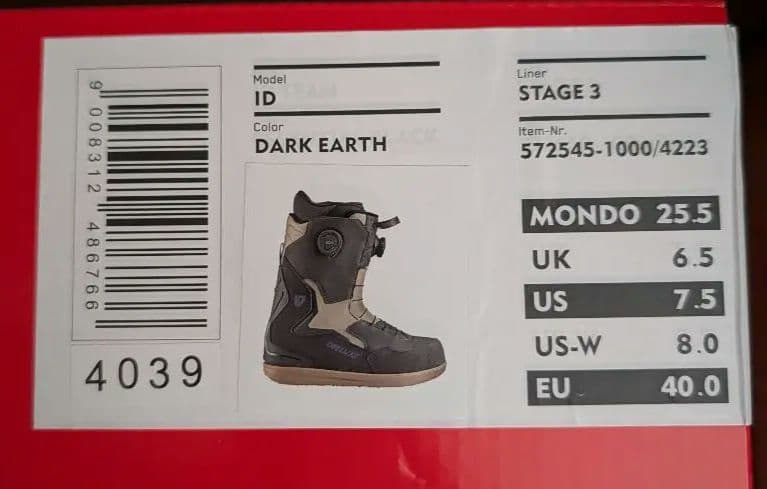 9 008312 486766
4039
Model
ID
Color
DARK EARTH
DEELUXE
Liner
STAGE 3
Item-Nr.
572545-1000/4223
MONDO 25.5
UK 6.5
US 7.5
US-W 8.0
EU 40.0